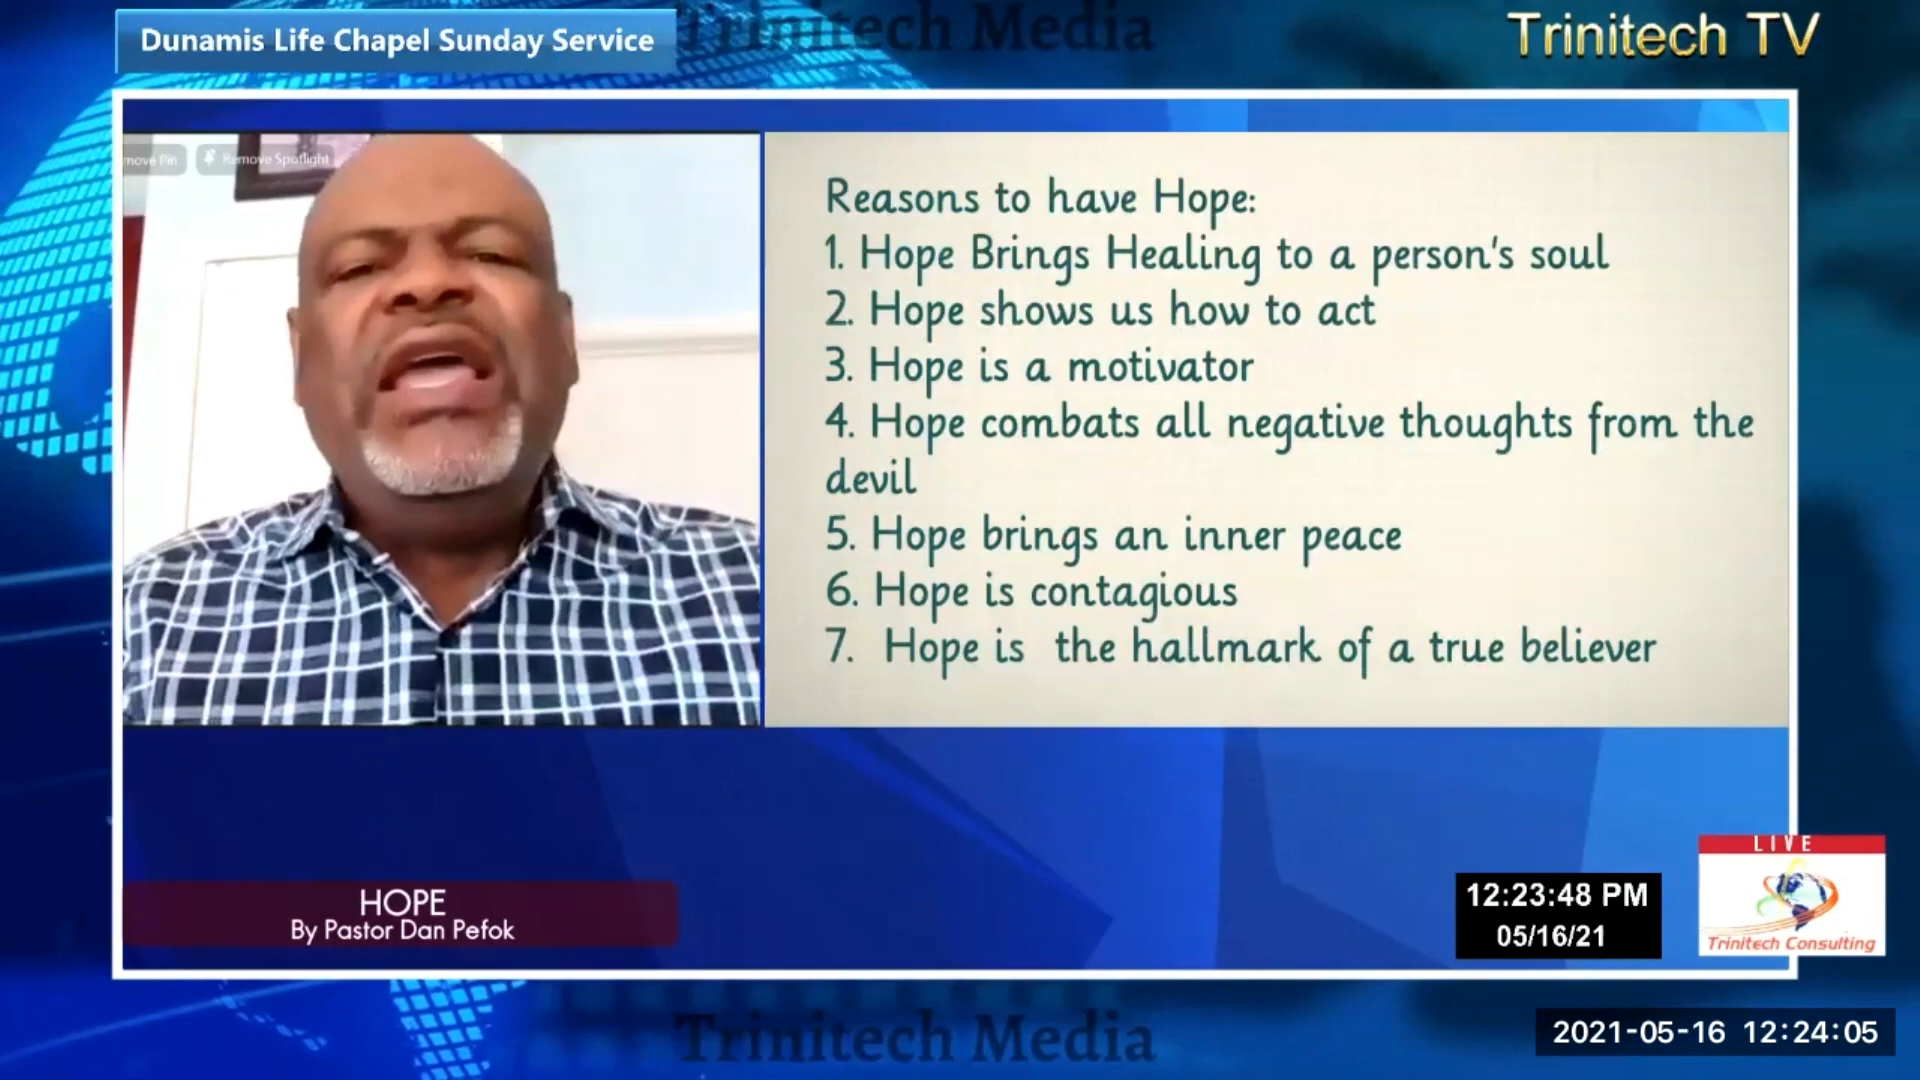 Trinitech Media
Dunamis Life Chapel Sunday Service
Trinitech TV
move Pin
Remove Spotlight
Reasons to have Hope:
1. Hope Brings Healing to a person's soul
2. Hope shows us how to act
3. Hope is a motivator
4. Hope combats all negative thoughts from the
devil
5. Hope brings an inner peace
6. Hope is contagious
7. Hope is the hallmark of a true believer
HOPE
By Pastor Dan Pefok
12:23:48 PM
05/16/21
LIVE
Trinitech Consulting
Trinitech Media
2021-05-16 12:24:05